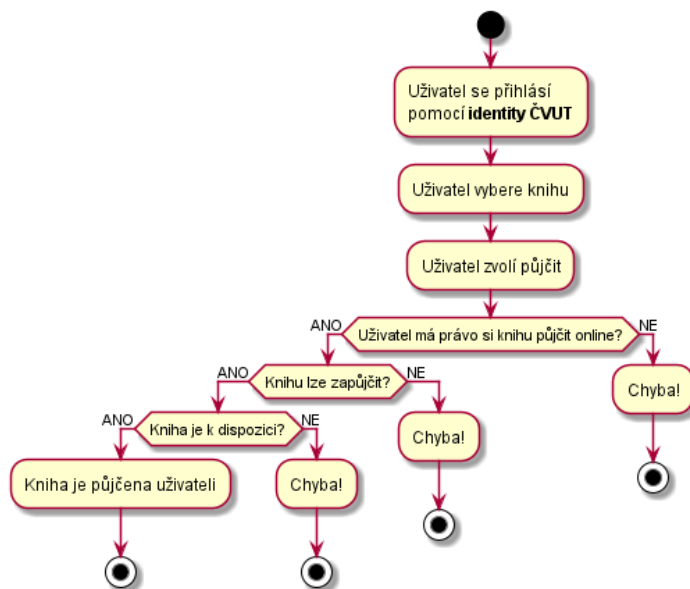 Uživatel se přihlásí
pomocí identity ČVUT
Uživatel vybere knihu
Uživatel zvolí půjčit
ANO
Uživatel má právo si knihu půjčit online?
NE
ANO
Knihu lze zapůjčit?
NE
Chyba!
ANO
Kniha je k dispozici?
NE
Chyba!
Kniha je půjčena uživateli
Chyba!